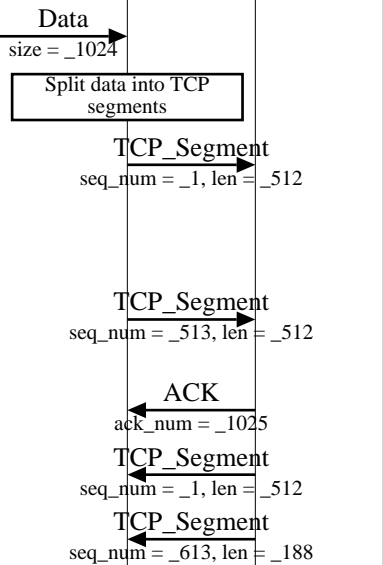 Data
size = _1024
Split data into TCP
segments
TCP_Segment
seq_num = _1, len = _512
TCP_Segment
seq_num = _513, len = _512
ACK
ack_num = _1025
TCP_Segment
seq_num = _1, len = _512
TCP_Segment
seq_num = _613, len = _188